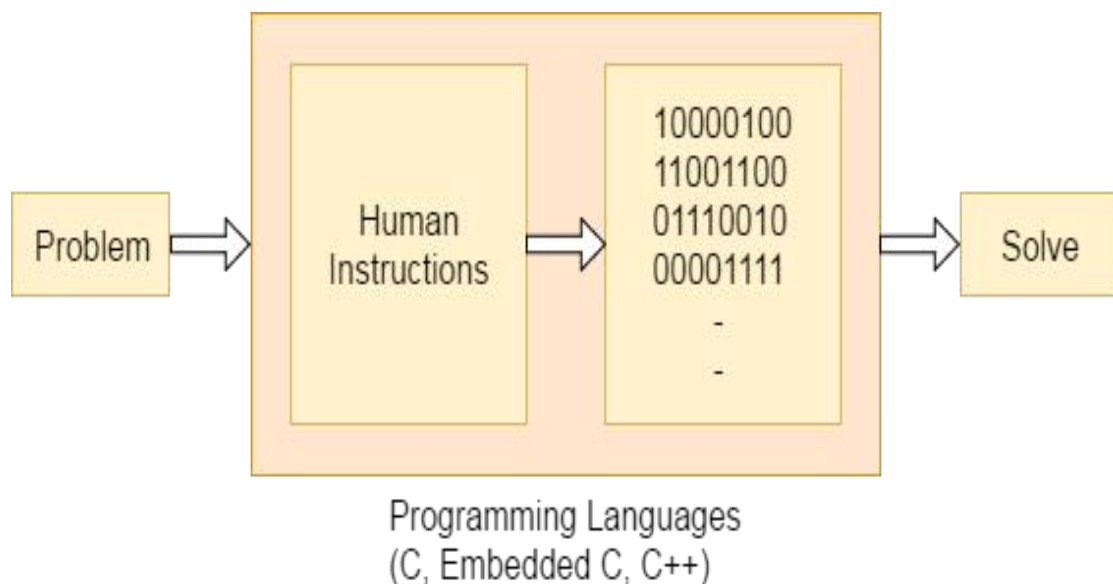 Problem
Human
Instructions
10000100
11001100
01110010
00001111
-
-
Solve
Programming Languages
(C, Embedded C, C++)